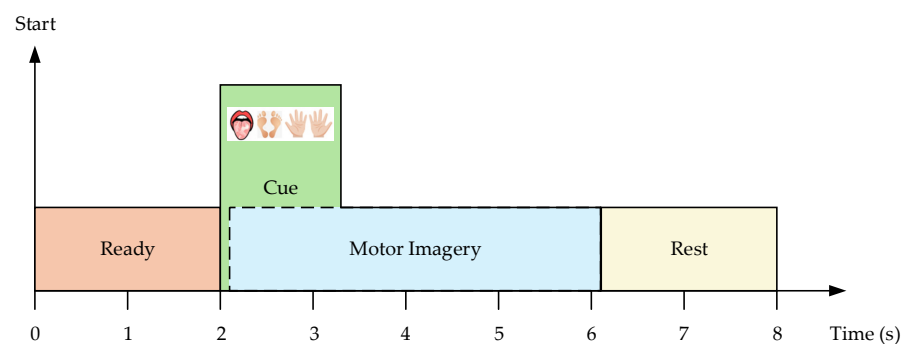 Start
Cue
Ready
Motor Imagery
Rest
0 1 2 3 4 5 6 7 8 Time (s)